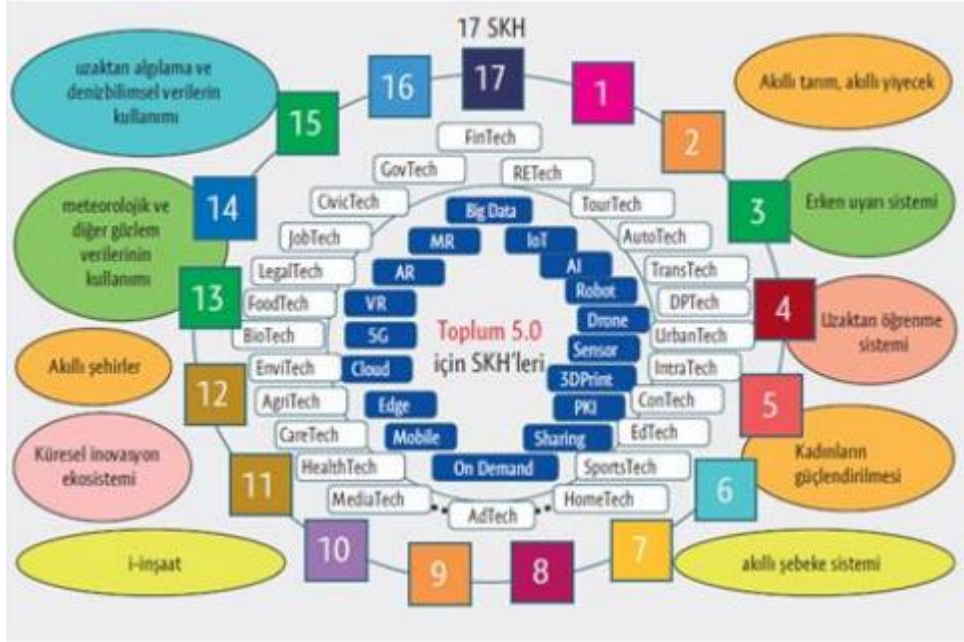 17 SKH
17
1
2
3
4
5
6
7
8
9
10
11
12
13
14
15
16
uzaktan algılama ve
denizbilimsel verilerin
kullanımı
meteorolojik ve
diğer gözlem
verilerinin
kullanımı
Akıllı şehirler
Küresel inovasyon
ekosistemi
i-inşaat
Akıllı tarım, akıllı yiyecek
Erken uyarı sistemi
Uzaktan öğrenme
sistemi
Kadınların
güçlendirilmesi
akıllı şebeke sistemi
FinTech
RETech
TourTech
AutoTech
TransTech
DPTech
UrbanTech
IntraTech
ConTech
EdTech
SportsTech
HomeTech
AdTech
MediaTech
HealthTech
CareTech
AgriTech
EnviTech
BioTech
FoodTech
LegalTech
JobTech
CivicTech
GovTech
Big Data
IoT
AI
Robot
Drone
Sensor
3DPrint
PKI
Sharing
On Demand
Mobile
Edge
Cloud
5G
VR
AR
MR
Toplum 5.0
için SKH'leri